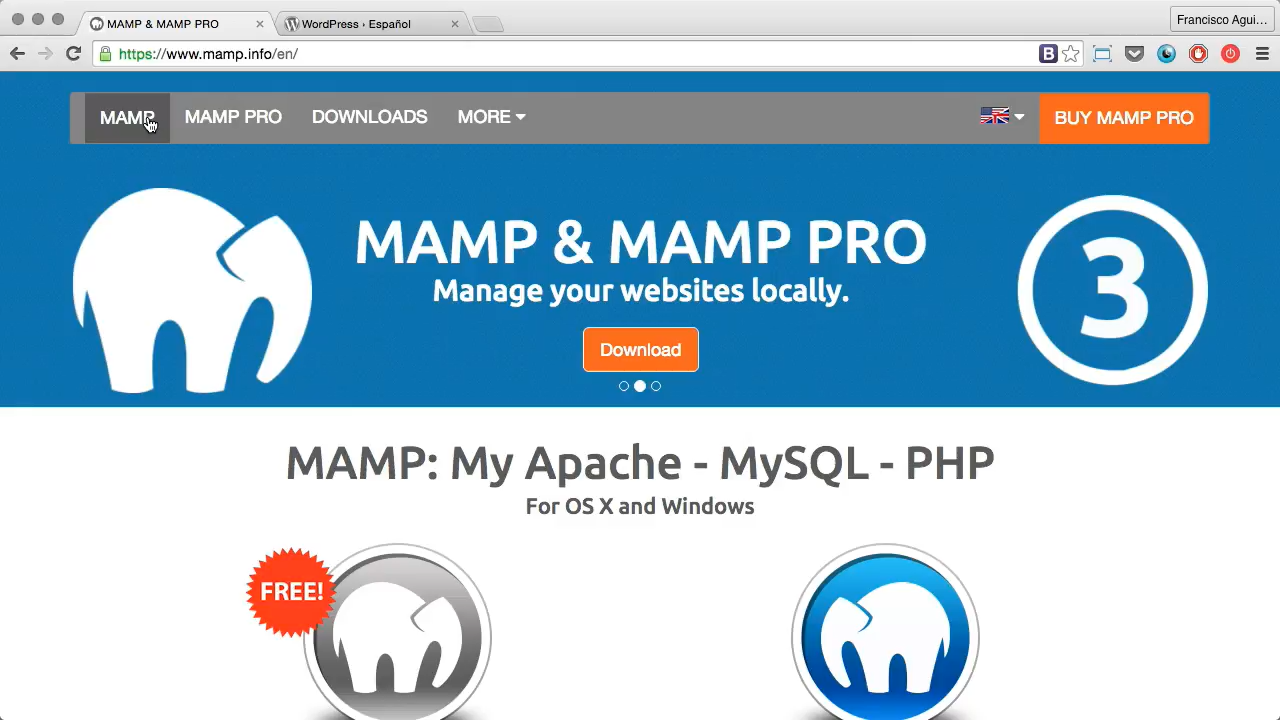 MAMP & MAMP PRO
WordPress › Español
Francisco Agui...
https://www.mamp.info/en/
B
MAMP
MAMP PRO
DOWNLOADS
MORE
BUY MAMP PRO
MAMP & MAMP PRO
Manage your websites locally.
Download
3
MAMP: My Apache - MySQL - PHP
For OS X and Windows
FREE!